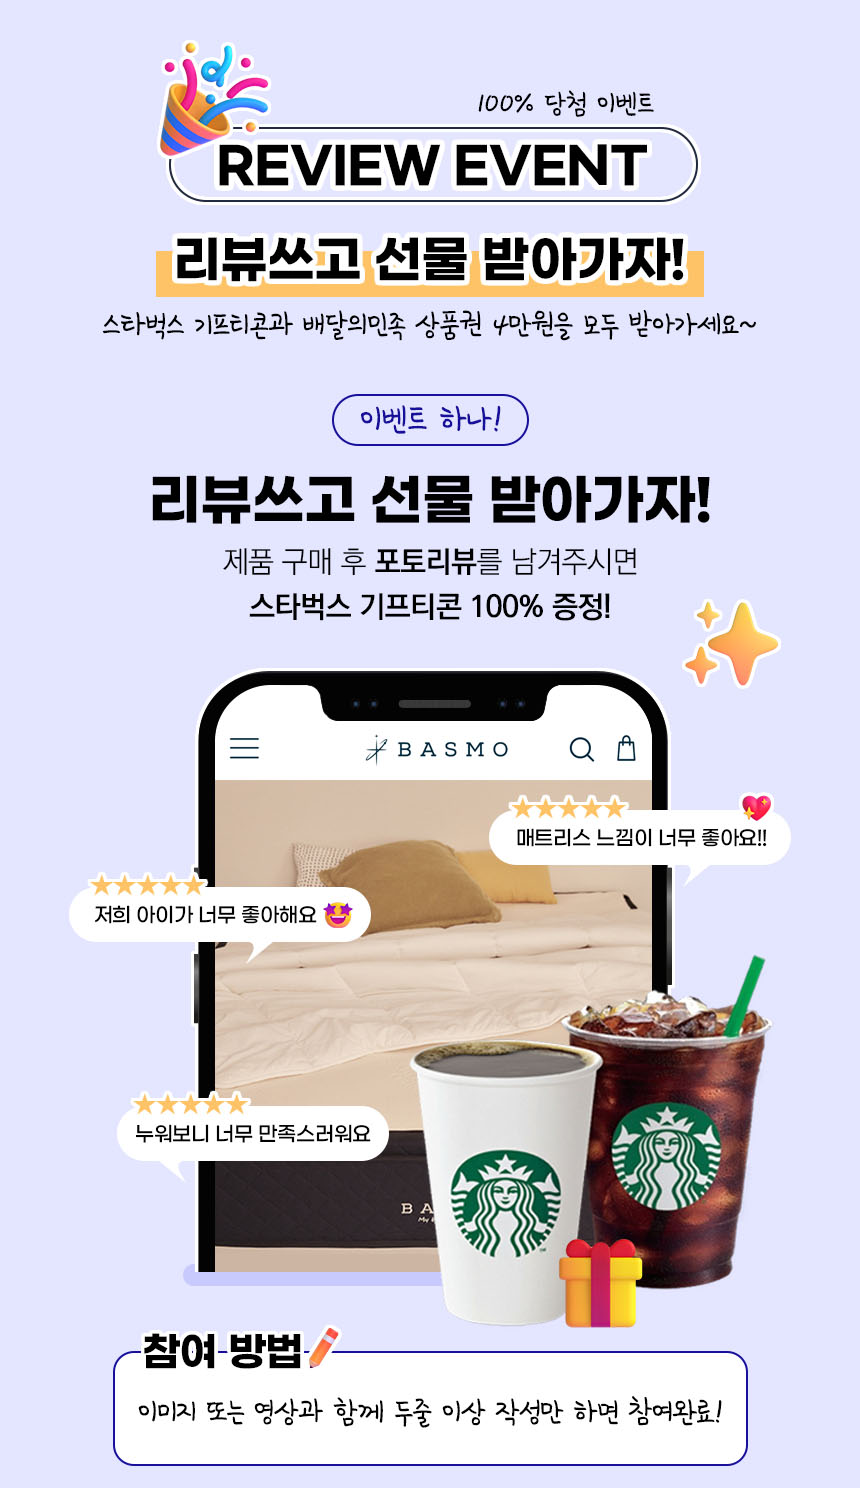 100% 당첨 이벤트
REVIEW EVENT
리뷰쓰고 선물 받아가자!
스타벅스 기프티콘과 배달의민족 상품권 4만원을 모두 받아가세요~
이벤트 하나!
리뷰쓰고 선물 받아가자!
제품 구매 후 포토리뷰를 남겨주시면
스타벅스 기프티콘 100% 증정!
BASMO
매트리스 느낌이 너무 좋아요!!
저희 아이가 너무 좋아해요
누워보니 너무 만족스러워요
BA
My
참여 방법
이미지 또는 영상과 함께 두줄 이상 작성만 하면 참여완료!